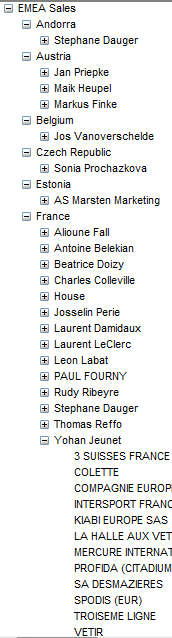 EMEA Sales
Andorra
Stephane Dauger
Austria
Jan Priepke
Maik Heupel
Markus Finke
Belgium
Jos Vanoverschelde
Czech Republic
Sonia Prochazkova
Estonia
AS Marsten Marketing
France
Alioune Fall
Antoine Belekian
Beatrice Doizy
Charles Colleville
House
Josselin Perie
Laurent Damidaux
Laurent LeClerc
Leon Labat
PAUL FOURNY
Rudy Ribeyre
Stephane Dauger
Thomas Reffo
Yohan Jeunet
3 SUISSES FRANCE
COLETTE
COMPAGNIE EUROP
INTERSPORT FRANC
KIABI EUROPE SAS
LA HALLE AUX VET
MERCURE INTERNAT
PROFIDA (CITADIUM
SA DESMAZIERES
SPODIS (EUR)
TROISEME LIGNE
VETIR